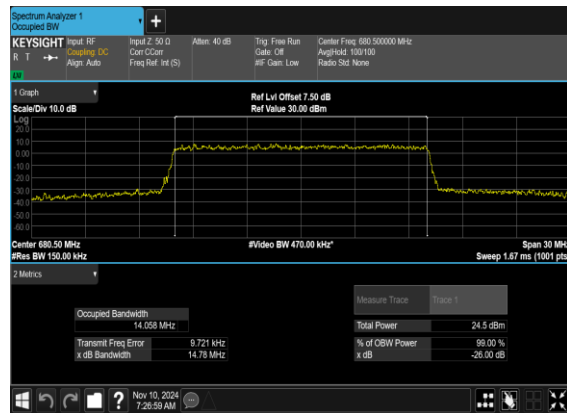 Spectrum Analyzer 1
Occupied BW
+
KEYSIGHT Input: RF Input Z: 50 Ω Atten: 40 dB Trig: Free Run Center Freq: 680.500000 MHz
R T Coupling: DC Corr CCorr Gate: Off Avg|Hold: 100/100
Align: Auto Freq Ref: Int (S) #IF Gain: Low Radio Std: None
LW
1 Graph
Ref Lvl Offset 7.50 dB
Scale/Div 10.0 dB Ref Value 30.00 dBm
Log
20.0
10.0
0.00
-10.0
-20.0
-30.0
-40.0
-50.0
-60.0
Center 680.50 MHz #Video BW 470.00 kHz* Span 30 MHz
#Res BW 150.00 kHz Sweep 1.67 ms (1001 pts
2 Metrics
Measure Trace Trace 1
Occupied Bandwidth
14.058 MHz Total Power 24.5 dBm
Transmit Freq Error 9.721 kHz % of OBW Power 99.00 %
x dB Bandwidth 14.78 MHz x dB -26.00 dB
? Nov 10, 2024
7:26:59 AM